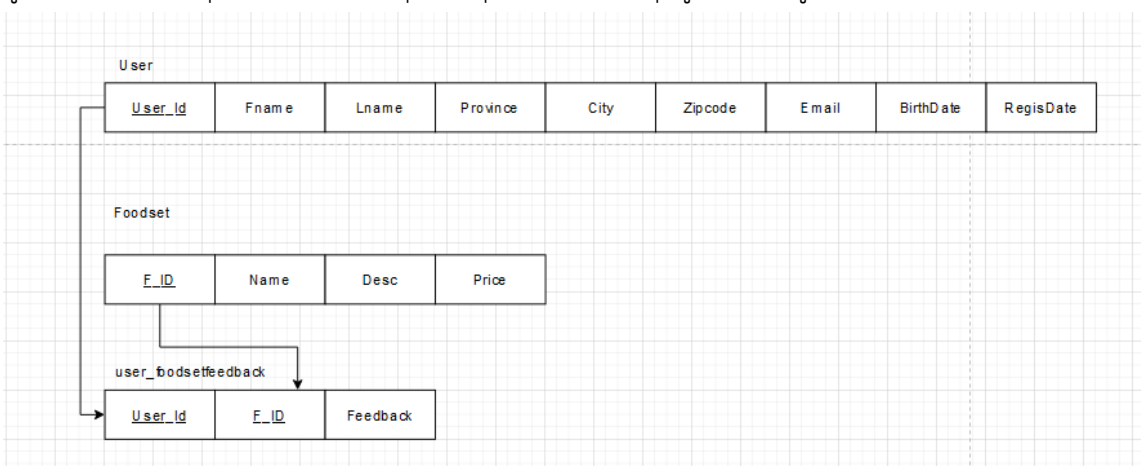 User
User_Id Fname Lname Province City Zipcode Email BirthDate RegisDate
Foodset
F_ID Name Desc Price
user_foodsetfeedback
User_Id F_ID Feedback